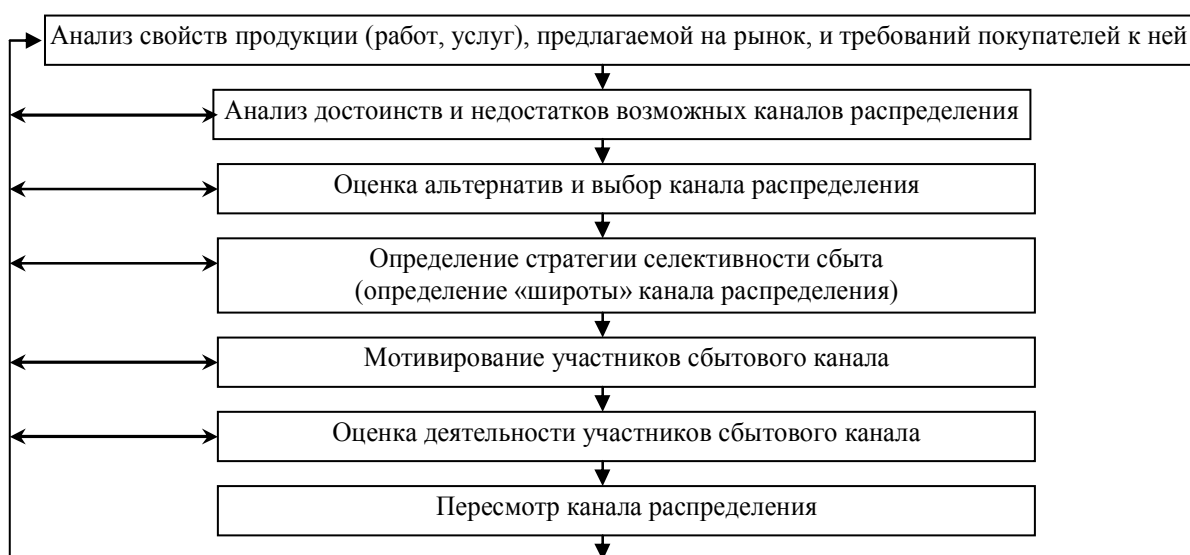 Анализ свойств продукции (работ, услуг), предлагаемой на рынок, и требований покупателей к ней
Анализ достоинств и недостатков возможных каналов распределения
Оценка альтернатив и выбор канала распределения
Определение стратегии селективности сбыта
(определение «широты» канала распределения)
Мотивирование участников сбытового канала
Оценка деятельности участников сбытового канала
Пересмотр канала распределения